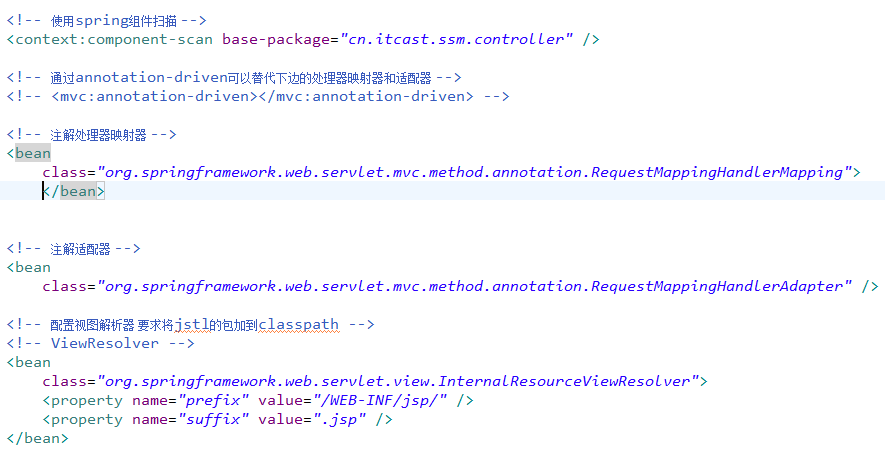 <!-- 使用spring组件扫描 -->
<context:component-scan base-package="cn.itcast.ssm.controller" />
<!-- 通过annotation-driven可以替代下边的处理器映射器和适配器 -->
<!-- <mvc:annotation-driven></mvc:annotation-driven> -->
<!-- 注解处理器映射器 -->
<bean
class="org.springframework.web.servlet.mvc.method.annotation.RequestMappingHandlerMapping">
</bean>
<!-- 注解适配器 -->
<bean
class="org.springframework.web.servlet.mvc.method.annotation.RequestMappingHandlerAdapter" />
<!-- 配置视图解析器 要求将jstl的包加到classpath -->
<!-- ViewResolver -->
<bean
class="org.springframework.web.servlet.view.InternalResourceViewResolver">
<property name="prefix" value="/WEB-INF/jsp/" />
<property name="suffix" value=".jsp" />
</bean>